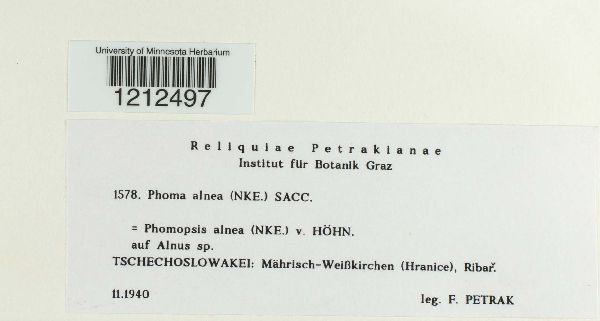 University of Minnesota Herbarium
1212497
Reliquiae Petrakianae
Institut für Botanik Graz
1578. Phoma alnea (NKE.) SACC.
= Phomopsis alnea (NKE.) v. HÖHN.
auf Alnus sp.
TSCHECHOSLOWAKEI: Mährisch-Weißkirchen (Hranice), Ribař.
11.1940 leg. F. PETRAK